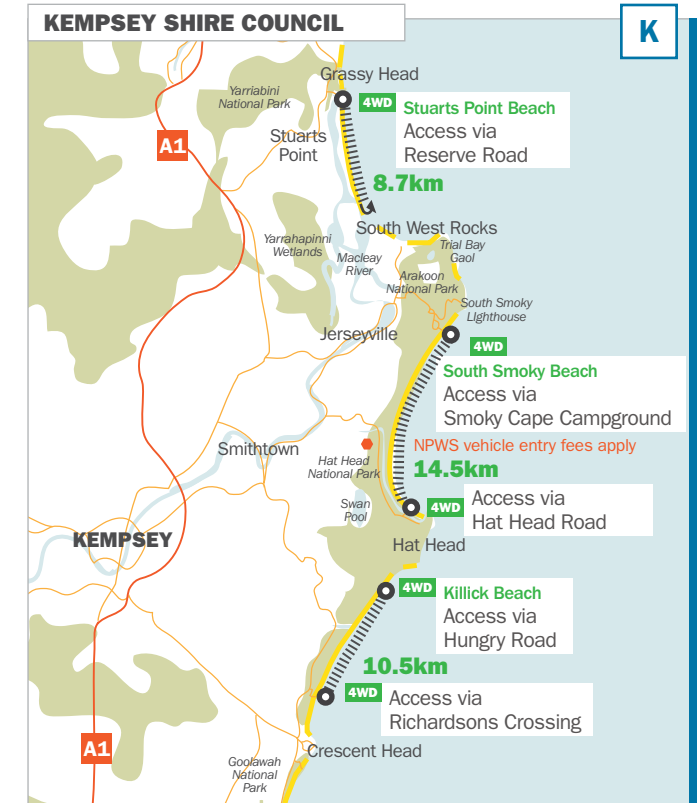 KEMPSEY SHIRE COUNCIL
K
Grassy Head
Yarriabini
National Park
4WD
Stuarts Point Beach
Access via
Reserve Road
A1
Stuarts
Point
8.7km
South West Rocks
Yarrahapinni
Wetlands
Trial Bay
Gaol
Macleay
River
Arakoon
National Park
South Smoky
LIghthouse
Jerseyville
4WD
South Smoky Beach
Access via
Smoky Cape Campground
NPWS vehicle entry fees apply
Smithtown
Hat Head
National Park
14.5km
4WD
Access via
Hat Head Road
Swan
Pool
KEMPSEY
Hat Head
4WD
Killick Beach
Access via
Hungry Road
10.5km
4WD
Access via
Richardsons Crossing
A1
Crescent Head
Goolawah
National
Park